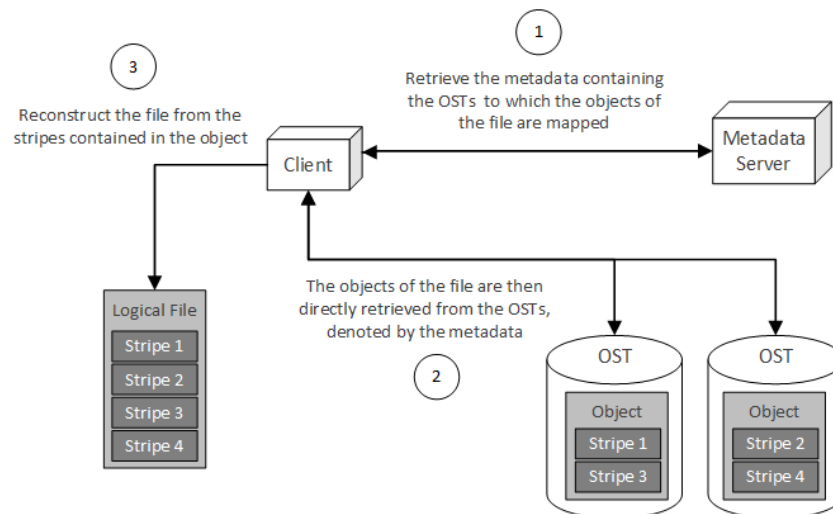 1
Retrieve the metadata containing
the OSTs to which the objects of
the file are mapped
3
Reconstruct the file from the
stripes contained in the object
Client
Metadata
Server
The objects of the file are then
directly retrieved from the OSTs,
denoted by the metadata
2
Logical File
Stripe 1
Stripe 2
Stripe 3
Stripe 4
OST
Object
Stripe 1
Stripe 3
OST
Object
Stripe 2
Stripe 4